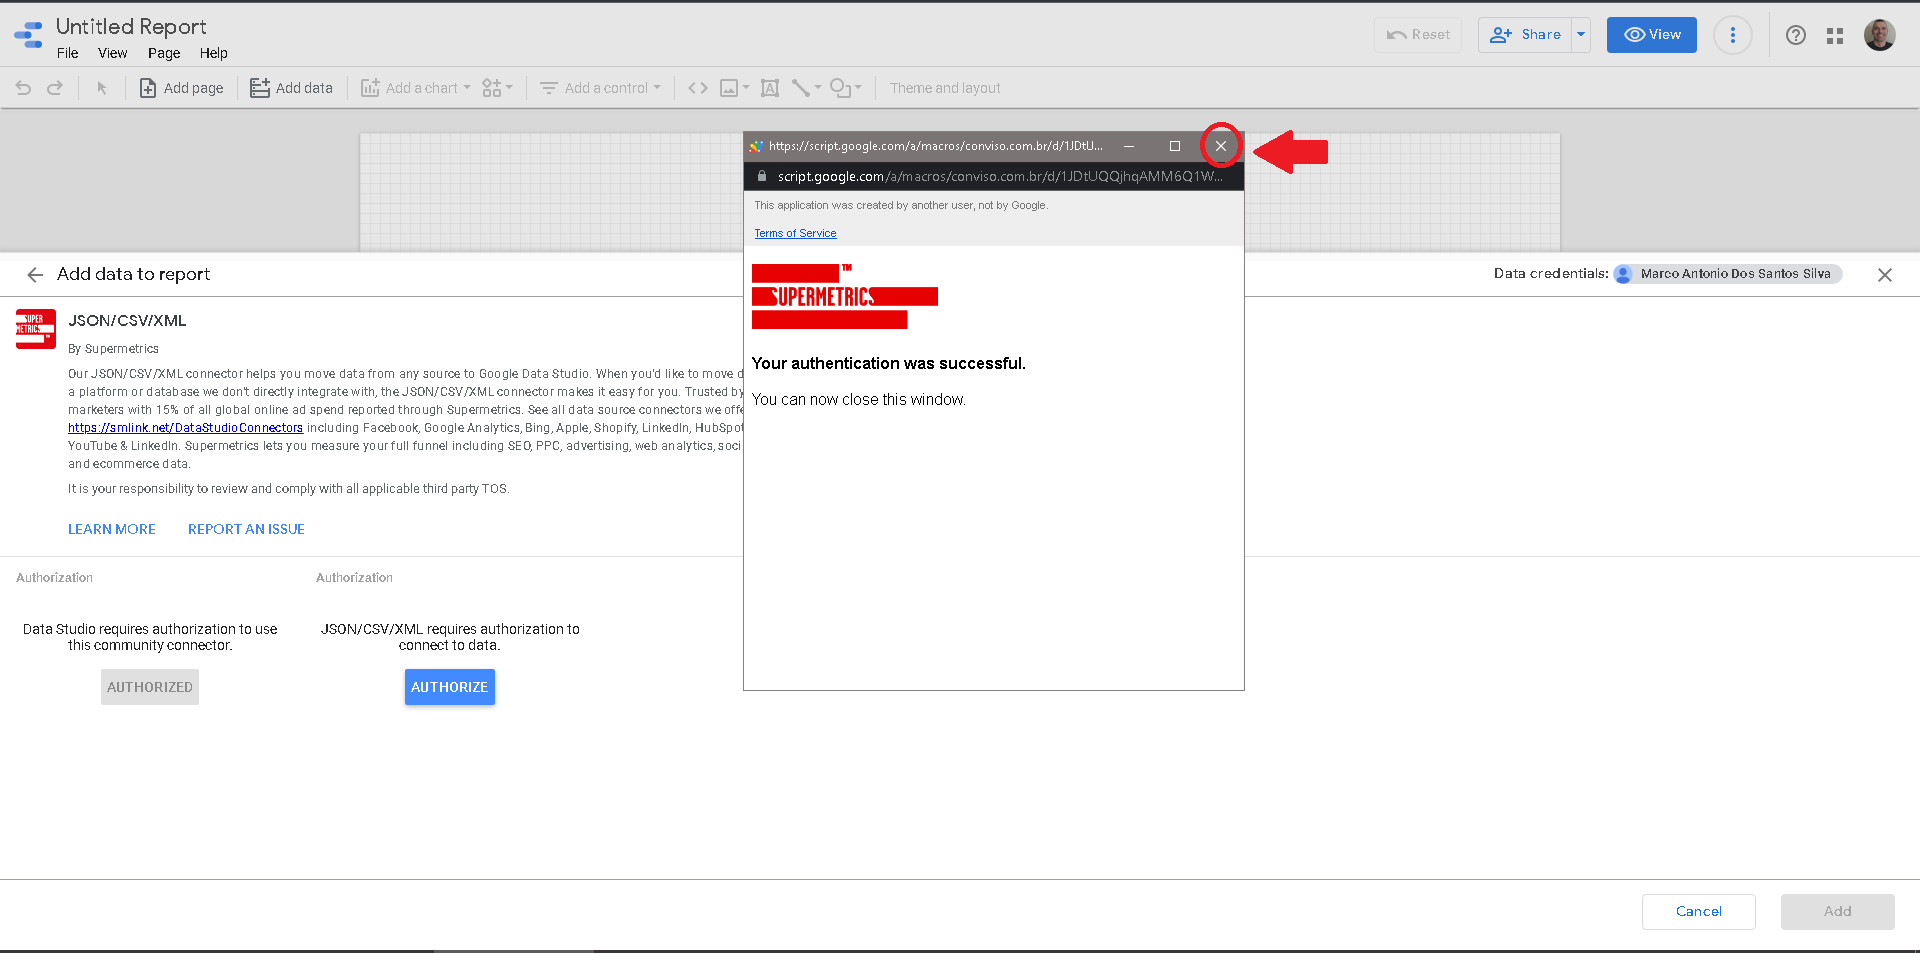 Untitled Report
File View Page Help
Reset Share View
Add page Add data Add a chart Add a control Theme and layout
https://script.google.com/a/macros/conviso.com.br/d/1JDtU...
script.google.com/a/macros/conviso.com.br/d/1JDtUQQjhqAMM6Q1W...
This application was created by another user, not by Google.
Terms of Service
SUPERMETRICS ™
Your authentication was successful.
You can now close this window.
Add data to report
Data credentials: Marco Antonio Dos Santos Silva
SUPER
METRICS
JSON/CSV/XML
By Supermetrics
Our JSON/CSV/XML connector helps you move data from any source to Google Data Studio. When you'd like to move d
a platform or database we don't directly integrate with, the JSON/CSV/XML connector makes it easy for you. Trusted by
marketers with 15% of all global online ad spend reported through Supermetrics. See all data source connectors we offe
https://smlink.net/DataStudioConnectors including Facebook, Google Analytics, Bing, Apple, Shopify, LinkedIn, HubSpot
YouTube & LinkedIn. Supermetrics lets you measure your full funnel including SEO, PPC, advertising, web analytics, soci
and ecommerce data.
It is your responsibility to review and comply with all applicable third party TOS.
LEARN MORE REPORT AN ISSUE
Authorization
Data Studio requires authorization to use
this community connector.
AUTHORIZED
Authorization
JSON/CSV/XML requires authorization to
connect to data.
AUTHORIZE
Cancel Add